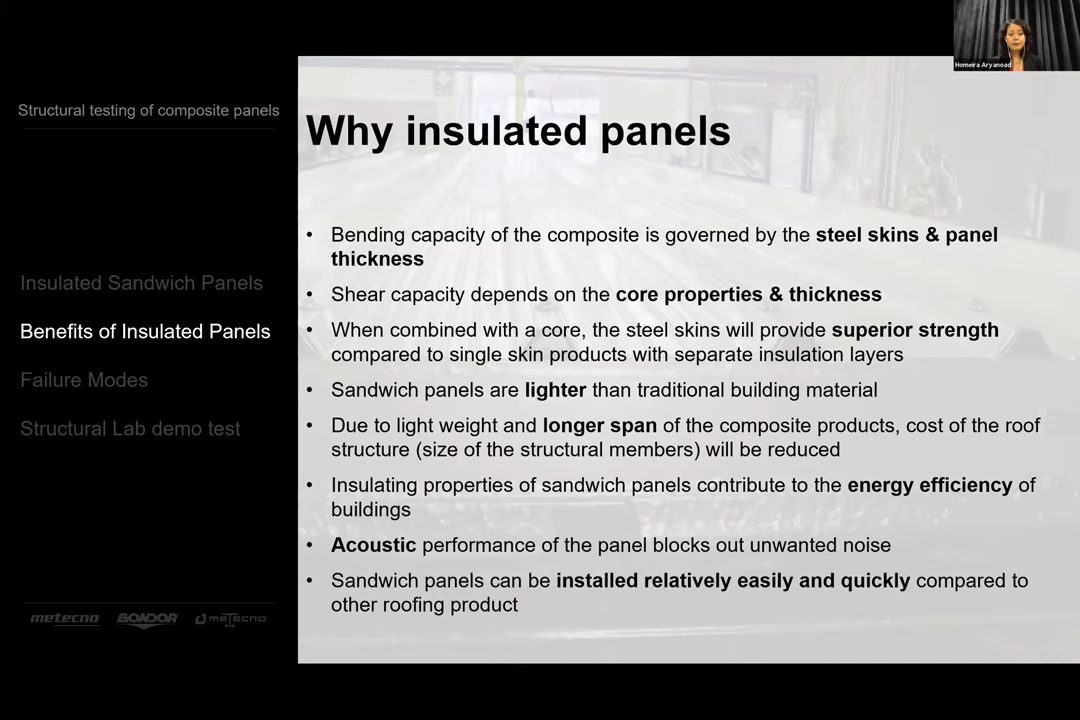 Homeira Aryanoad
Structural testing of composite panels
Insulated Sandwich Panels
Benefits of Insulated Panels
Failure Modes
Structural Lab demo test
metecno
BONDOR
metecno
Why insulated panels
• Bending capacity of the composite is governed by the steel skins & panel
thickness
• Shear capacity depends on the core properties & thickness
• When combined with a core, the steel skins will provide superior strength
compared to single skin products with separate insulation layers
• Sandwich panels are lighter than traditional building material
• Due to light weight and longer span of the composite products, cost of the roof
structure (size of the structural members) will be reduced
• Insulating properties of sandwich panels contribute to the energy efficiency of
buildings
• Acoustic performance of the panel blocks out unwanted noise
• Sandwich panels can be installed relatively easily and quickly compared to
other roofing product